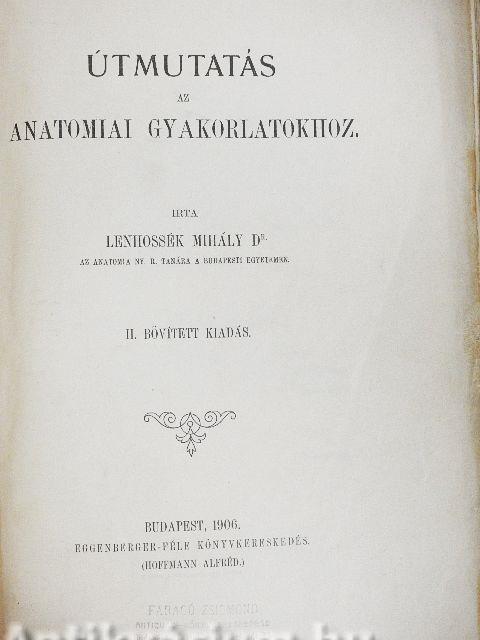 ÚTMUTATÁS
AZ
ANATOMIAI GYAKORLATOKHOZ.
IRTA
LENHOSSÉK MIHÁLY DR.
AZ ANATOMIA NY. R. TANÁRA A BUDAPESTI EGYETEMEN.
II. BŐVÍTETT KIADÁS.
BUDAPEST, 1906.
EGGENBERGER-FÉLE KÖNYVKERESKEDÉS.
(HOFFMANN ALFRÉD.)
FARAGÓ ZSIGMOND